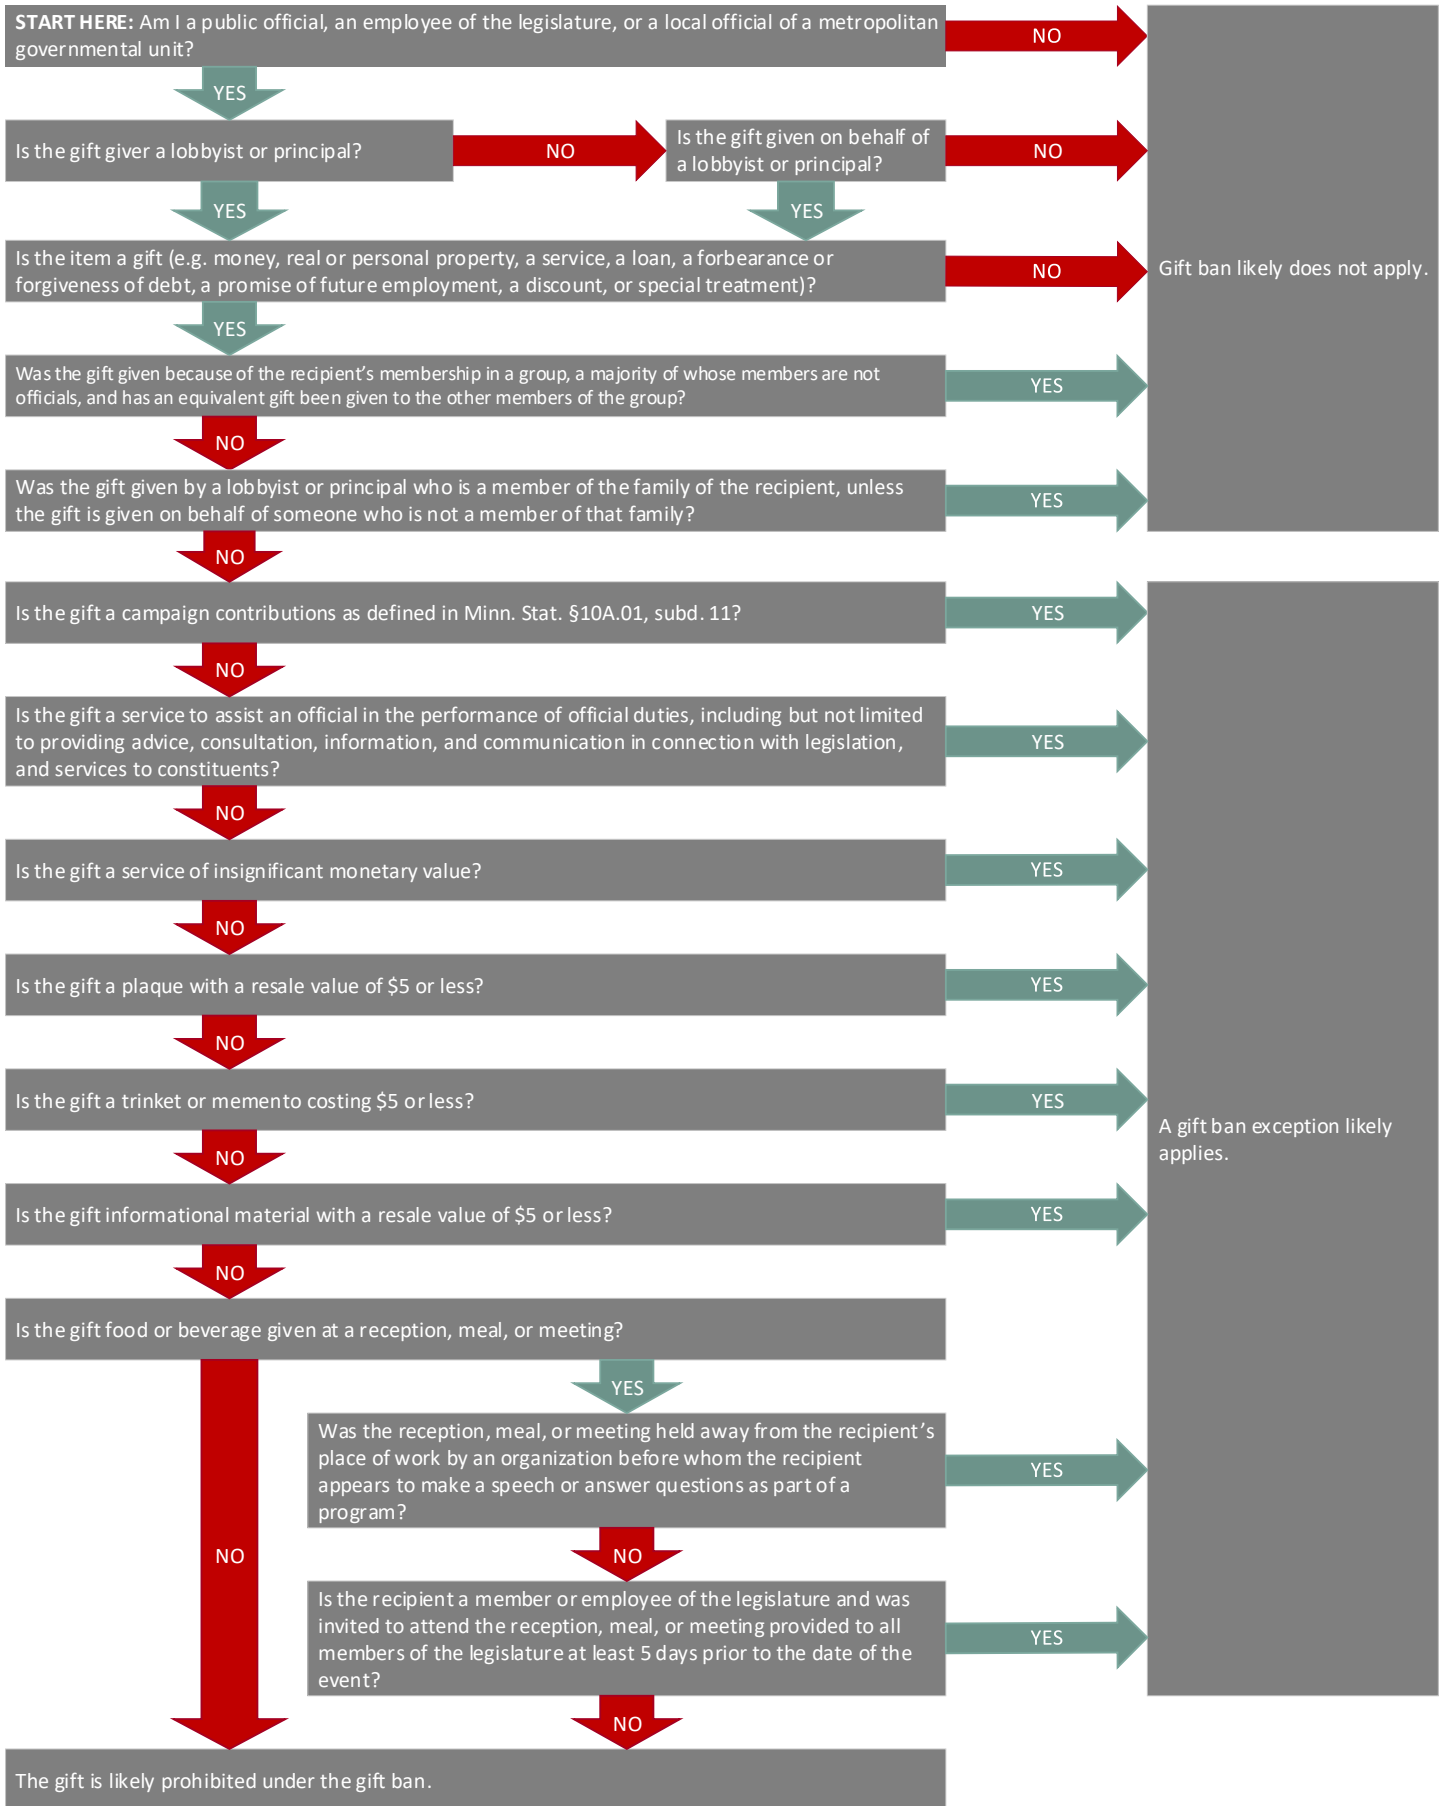 START HERE: Am I a public official, an employee of the legislature, or a local official of a metropolitan
governmental unit?
NO
YES
Is the gift giver a lobbyist or principal?
NO
Is the gift given on behalf of
a lobbyist or principal?
NO
YES
YES
Is the item a gift (e.g. money, real or personal property, a service, a loan, a forbearance or
forgiveness of debt, a promise of future employment, a discount, or special treatment)?
NO
Gift ban likely does not apply.
YES
Was the gift given because of the recipient's membership in a group, a majority of whose members are not
officials, and has an equivalent gift been given to the other members of the group?
YES
NO
Was the gift given by a lobbyist or principal who is a member of the family of the recipient, unless
the gift is given on behalf of someone who is not a member of that family?
YES
NO
Is the gift a campaign contributions as defined in Minn. Stat. §10A.01, subd. 11?
YES
NO
Is the gift a service to assist an official in the performance of official duties, including but not limited
to providing advice, consultation, information, and communication in connection with legislation,
and services to constituents?
YES
NO
Is the gift a service of insignificant monetary value?
YES
NO
Is the gift a plaque with a resale value of $5 or less?
YES
NO
Is the gift a trinket or memento costing $5 or less?
YES
A gift ban exception likely
applies.
NO
Is the gift informational material with a resale value of $5 or less?
YES
NO
Is the gift food or beverage given at a reception, meal, or meeting?
YES
Was the reception, meal, or meeting held away from the recipient's
place of work by an organization before whom the recipient
appears to make a speech or answer questions as part of a
program?
YES
NO
NO
Is the recipient a member or employee of the legislature and was
invited to attend the reception, meal, or meeting provided to all
members of the legislature at least 5 days prior to the date of the
event?
YES
NO
The gift is likely prohibited under the gift ban.